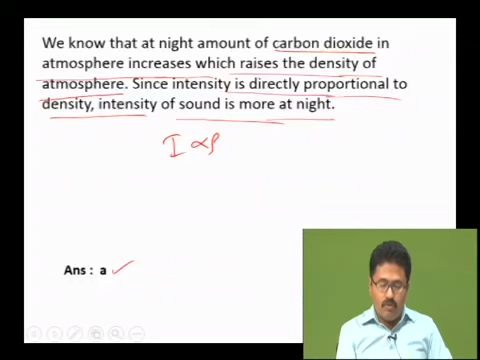 We know that at night amount of carbon dioxide in
atmosphere increases which raises the density of
atmosphere. Since intensity is directly proportional to
density, intensity of sound is more at night.
I ∝ρ
Ans : a ✓